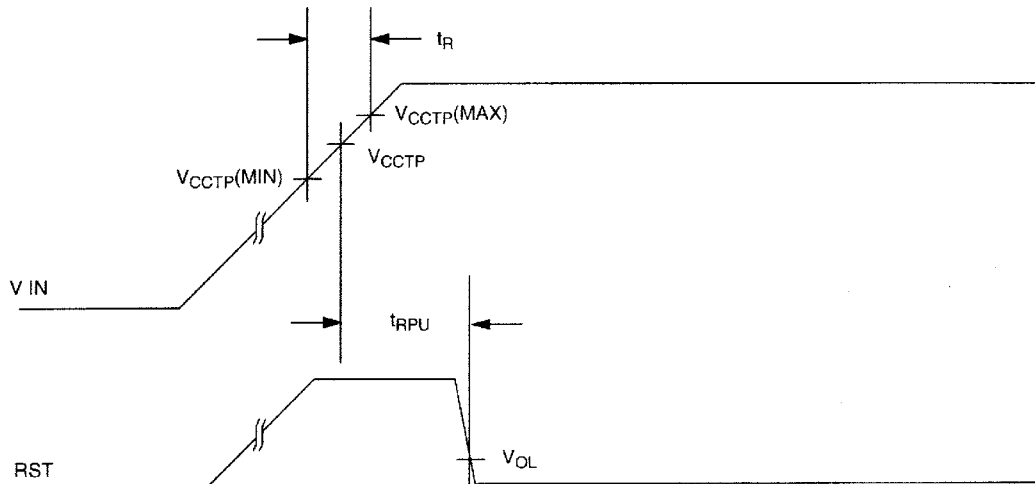 tR
VCCTP(MAX)
VCCTP
VCCTP(MIN)
V IN
tRPU
RST
VOL